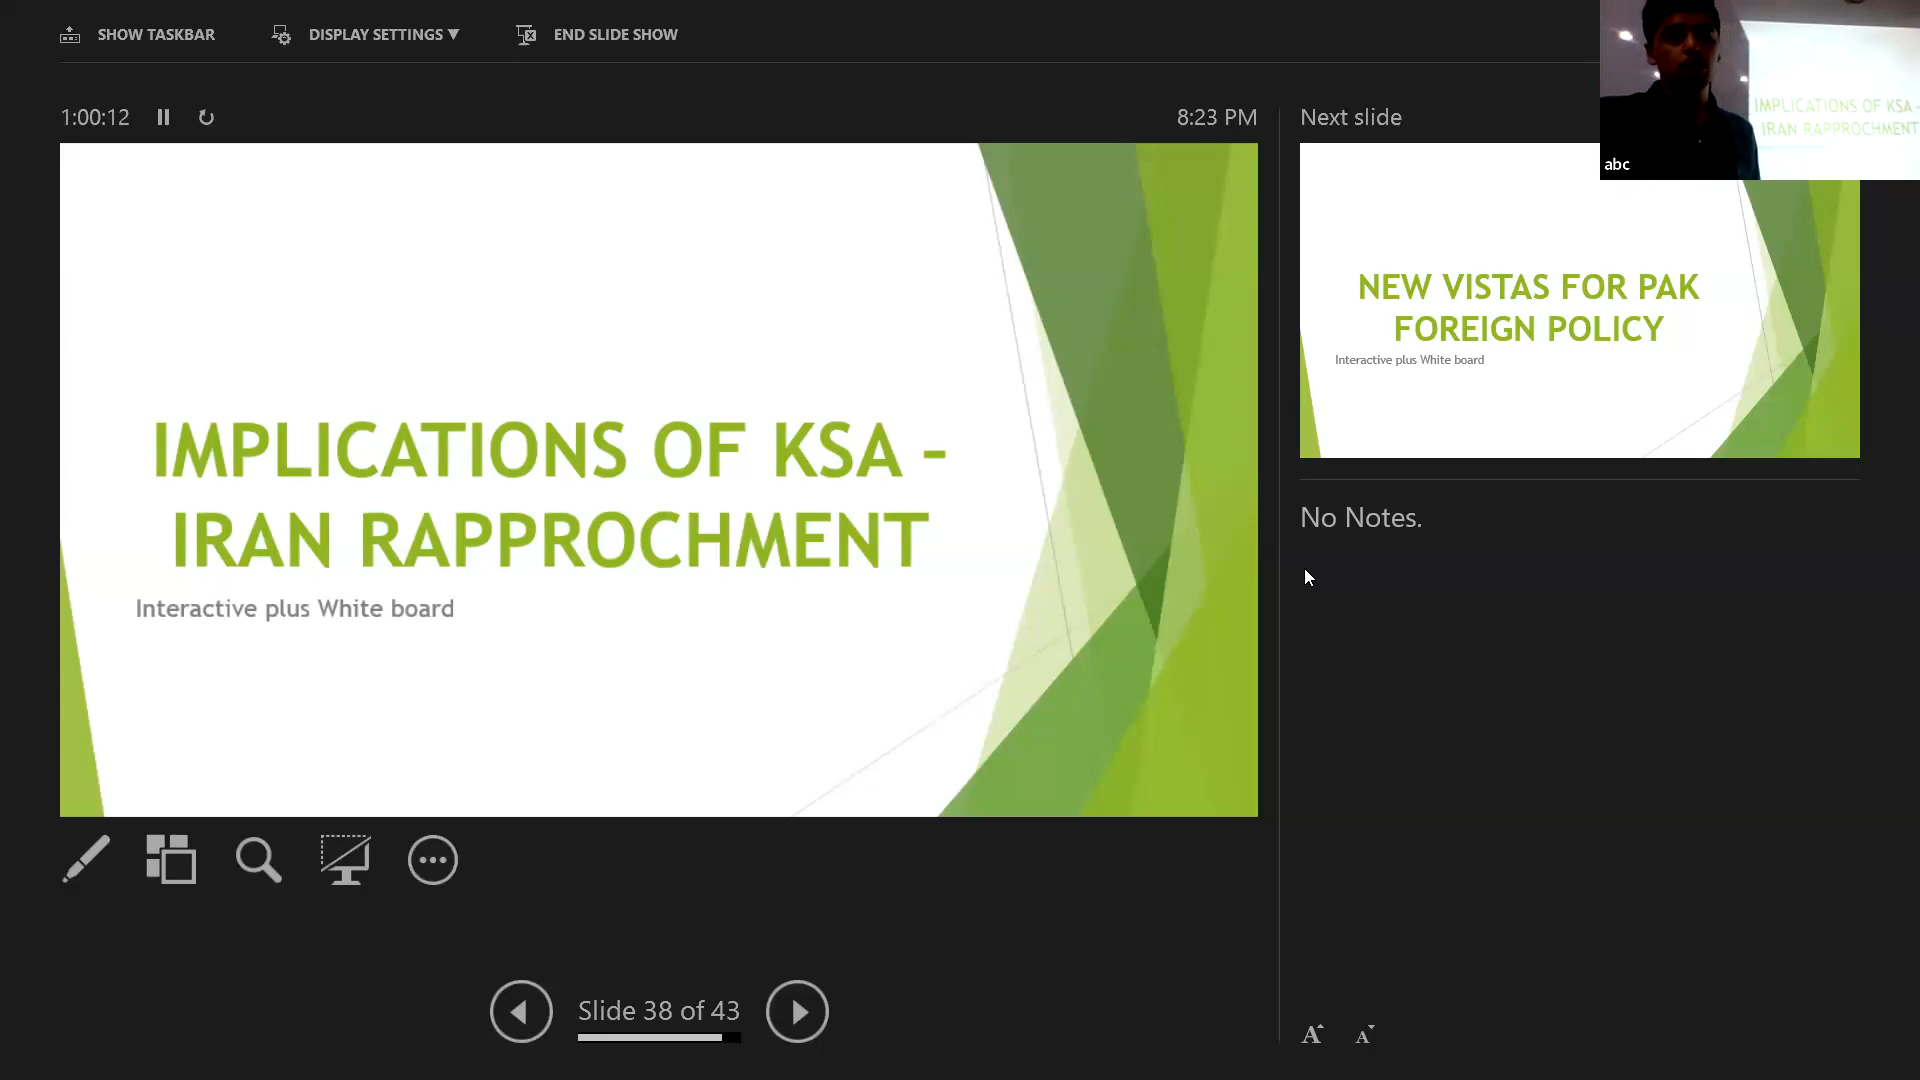 SHOW TASKBAR
DISPLAY SETTINGS ▼
END SLIDE SHOW
1:00:12
8:23 PM
Next slide
IMPLICATIONS OF KSA -
IRAN RAPPROCHMENT
abc
NEW VISTAS FOR PAK
FOREIGN POLICY
Interactive plus White board
IMPLICATIONS OF KSA –
IRAN RAPPROCHMENT
Interactive plus White board
No Notes.
Slide 38 of 43
A A